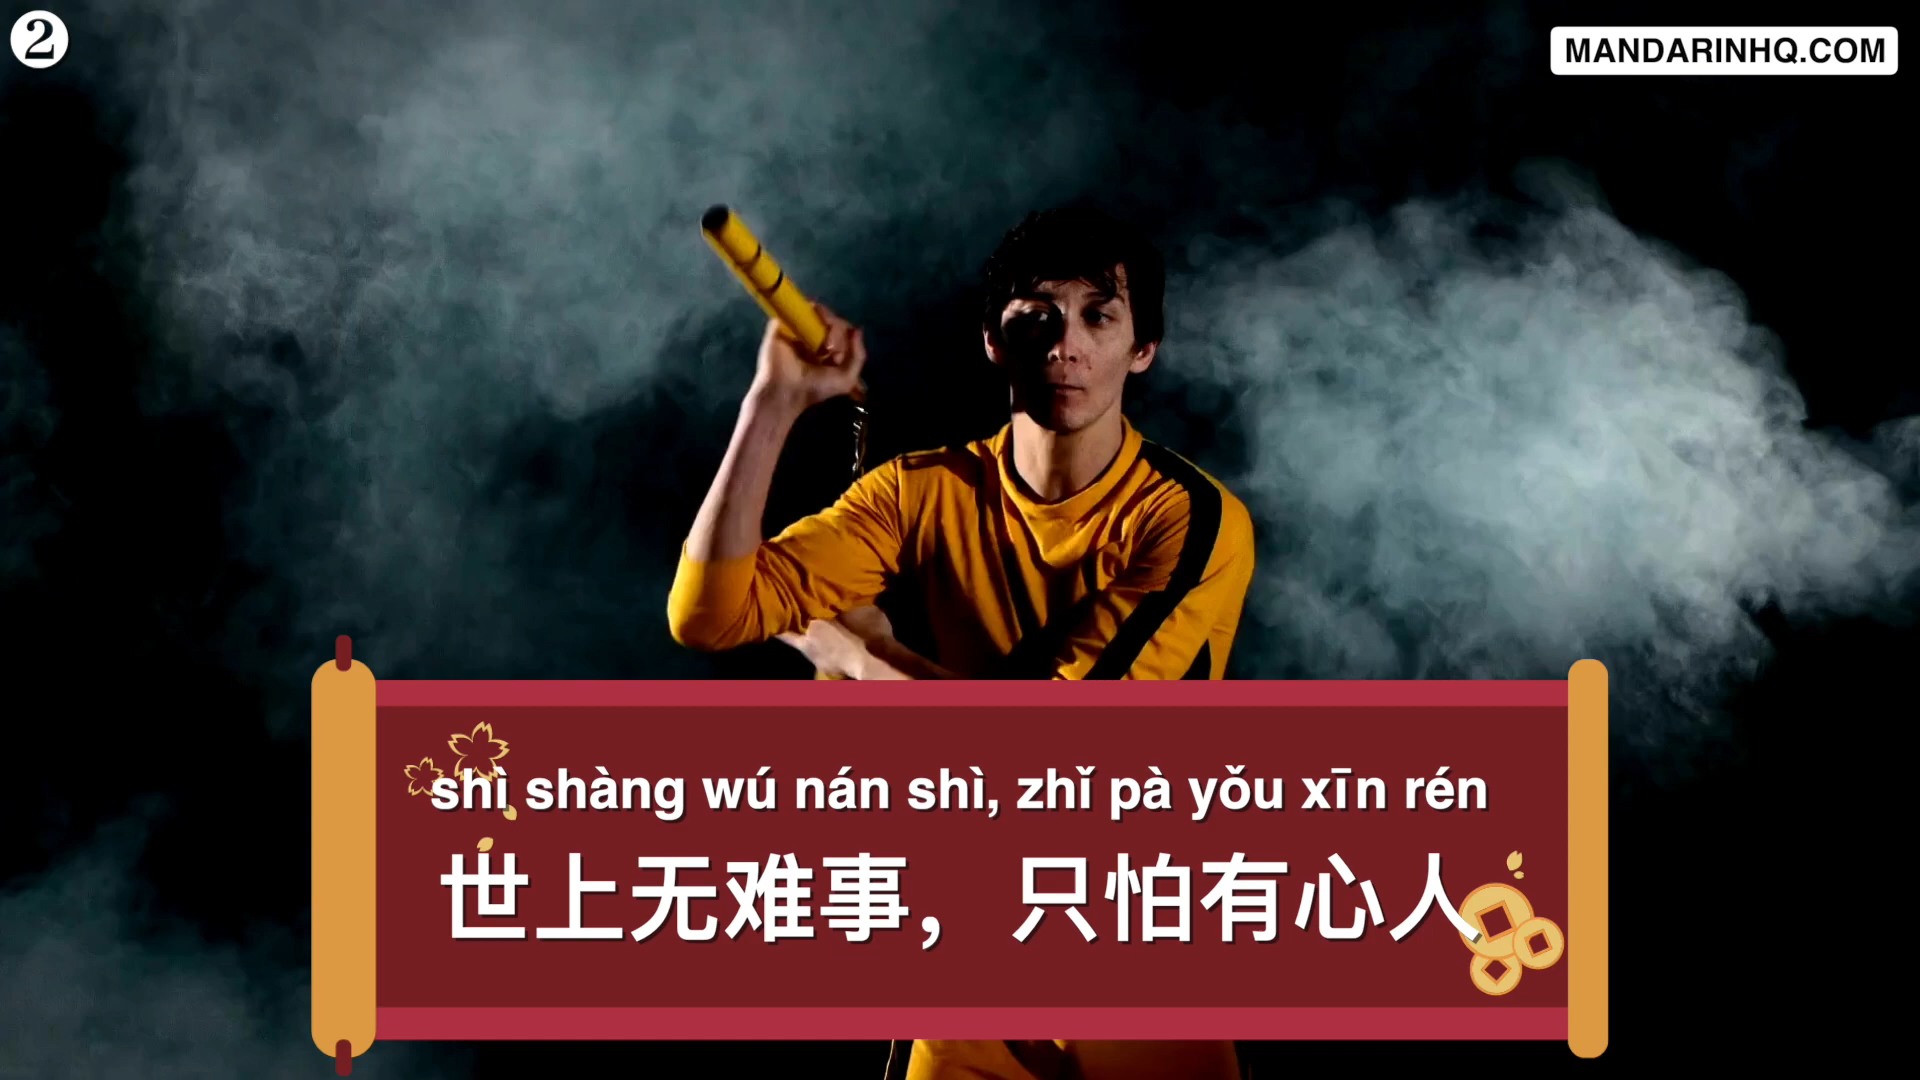 2
MANDARINHQ.COM
shì shàng wú nán shì, zhǐ pà yǒu xīn rén
世上无难事，只怕有心人